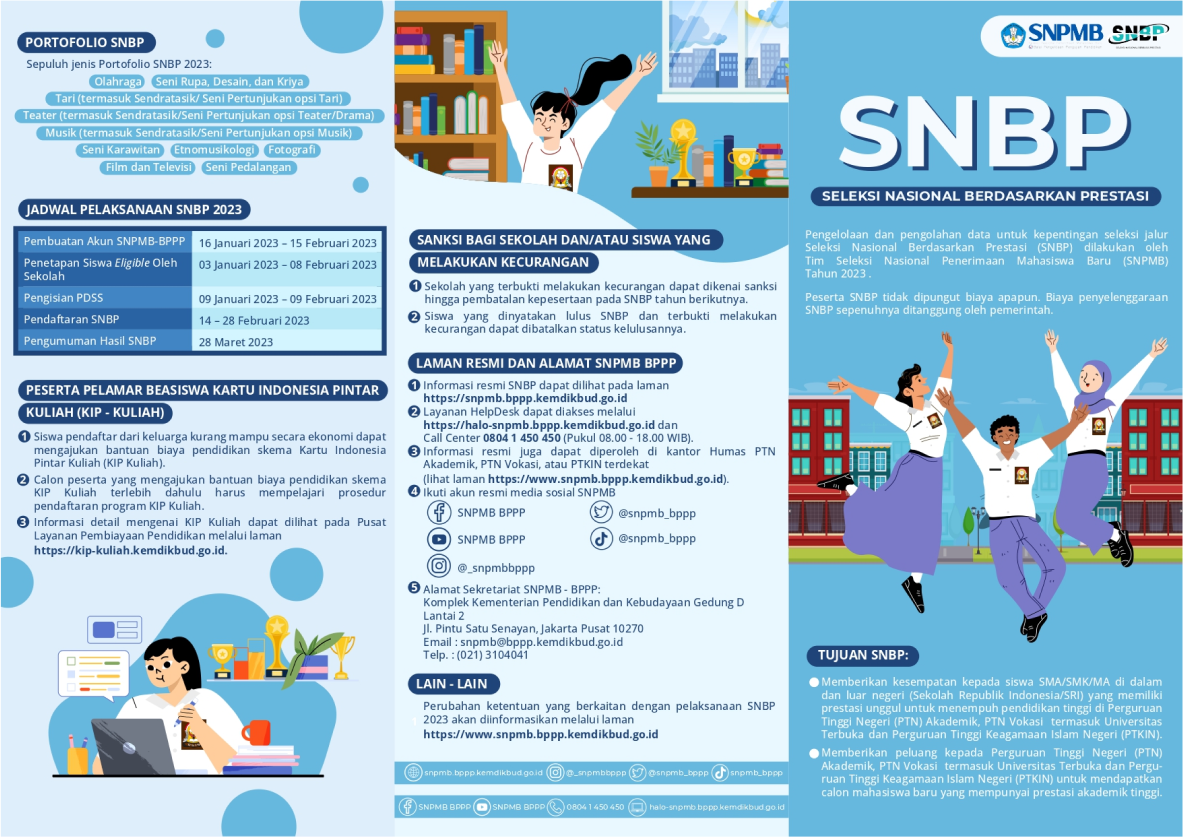 PORTOFOLIO SNBP
Sepuluh jenis Portofolio SNBP 2023:
Olahraga Seni Rupa, Desain, dan Kriya
Tari (termasuk Sendratasik/ Seni Pertunjukan opsi Tari)
Teater (termasuk Sendratasik/Seni Pertunjukan opsi Teater/Drama)
Musik (termasuk Sendratasik/Seni Pertunjukan opsi Musik)
Seni Karawitan Etnomusikologi Fotografi
Film dan Televisi Seni Pedalangan
JADWAL PELAKSANAAN SNBP 2023
Pembuatan Akun SNPMB-BPPP 16 Januari 2023 – 15 Februari 2023
Penetapan Siswa Eligible Oleh 03 Januari 2023 – 08 Februari 2023
Sekolah
Pengisian PDSS 09 Januari 2023 – 09 Februari 2023
Pendaftaran SNBP 14 – 28 Februari 2023
Pengumuman Hasil SNBP 28 Maret 2023
PESERTA PELAMAR BEASISWA KARTU INDONESIA PINTAR
KULIAH (KIP - KULIAH)
1 Siswa pendaftar dari keluarga kurang mampu secara ekonomi dapat
mengajukan bantuan biaya pendidikan skema Kartu Indonesia
Pintar Kuliah (KIP Kuliah).
2 Calon peserta yang mengajukan bantuan biaya pendidikan skema
KIP Kuliah terlebih dahulu harus mempelajari prosedur
pendaftaran program KIP Kuliah.
3 Informasi detail mengenai KIP Kuliah dapat dilihat pada Pusat
Layanan Pembiayaan Pendidikan melalui laman
https://kip-kuliah.kemdikbud.go.id.
SANKSI BAGI SEKOLAH DAN/ATAU SISWA YANG
MELAKUKAN KECURANGAN
1 Sekolah yang terbukti melakukan kecurangan dapat dikenai sanksi
hingga pembatalan kepesertaan pada SNBP tahun berikutnya.
2 Siswa yang dinyatakan lulus SNBP dan terbukti melakukan
kecurangan dapat dibatalkan status kelulusannya.
LAMAN RESMI DAN ALAMAT SNPMB BPPP
1 Informasi resmi SNBP dapat dilihat pada laman
https://snpmb.bppp.kemdikbud.go.id
2 Layanan HelpDesk dapat diakses melalui
https://halo-snpmb.bppp.kemdikbud.go.id dan
Call Center 0804 1 450 450 (Pukul 08.00 - 18.00 WIB).
3 Informasi resmi juga dapat diperoleh di kantor Humas PTN
Akademik, PTN Vokasi, atau PTKIN terdekat
(lihat laman https://www.snpmb.bppp.kemdikbud.go.id).
4 Ikuti akun resmi media sosial SNPMB
SNPMB BPPP @snpmb_bppp
SNPMB BPPP @snpmb_bppp
@_snpmbbppp
5 Alamat Sekretariat SNPMB - BPPP:
Komplek Kementerian Pendidikan dan Kebudayaan Gedung D
Lantai 2
Jl. Pintu Satu Senayan, Jakarta Pusat 10270
Email : snpmb@bppp.kemdikbud.go.id
Telp. : (021) 3104041
LAIN - LAIN
Perubahan ketentuan yang berkaitan dengan pelaksanaan SNBP
1 2023 akan diinformasikan melalui laman
https://www.snpmb.bppp.kemdikbud.go.id
snpmb.bppp.kemdikbud.go.id @_snpmbbppp @snpmb_bppp snpmb_bppp
SNPMB BPPP SNPMB BPPP 0804 1 450 450 halo-snpmb.bppp.kemdikbud.go.id
SNPMB SNBP
SNBP
SELEKSI NASIONAL BERDASARKAN PRESTASI
Pengelolaan dan pengolahan data untuk kepentingan seleksi jalur
Seleksi Nasional Berdasarkan Prestasi (SNBP) dilakukan oleh
Tim Seleksi Nasional Penerimaan Mahasiswa Baru (SNPMB)
Tahun 2023 .
Peserta SNBP tidak dipungut biaya apapun. Biaya penyelenggaraan
SNBP sepenuhnya ditanggung oleh pemerintah.
TUJUAN SNBP:
Memberikan kesempatan kepada siswa SMA/SMK/MA di dalam
dan luar negeri (Sekolah Republik Indonesia/SRI) yang memiliki
prestasi unggul untuk menempuh pendidikan tinggi di Perguruan
Tinggi Negeri (PTN) Akademik, PTN Vokasi termasuk Universitas
Terbuka dan Perguruan Tinggi Keagamaan Islam Negeri (PTKIN).
Memberikan peluang kepada Perguruan Tinggi Negeri (PTN)
Akademik, PTN Vokasi termasuk Universitas Terbuka dan Pergu-
ruan Tinggi Keagamaan Islam Negeri (PTKIN) untuk mendapatkan
calon mahasiswa baru yang mempunyai prestasi akademik tinggi.